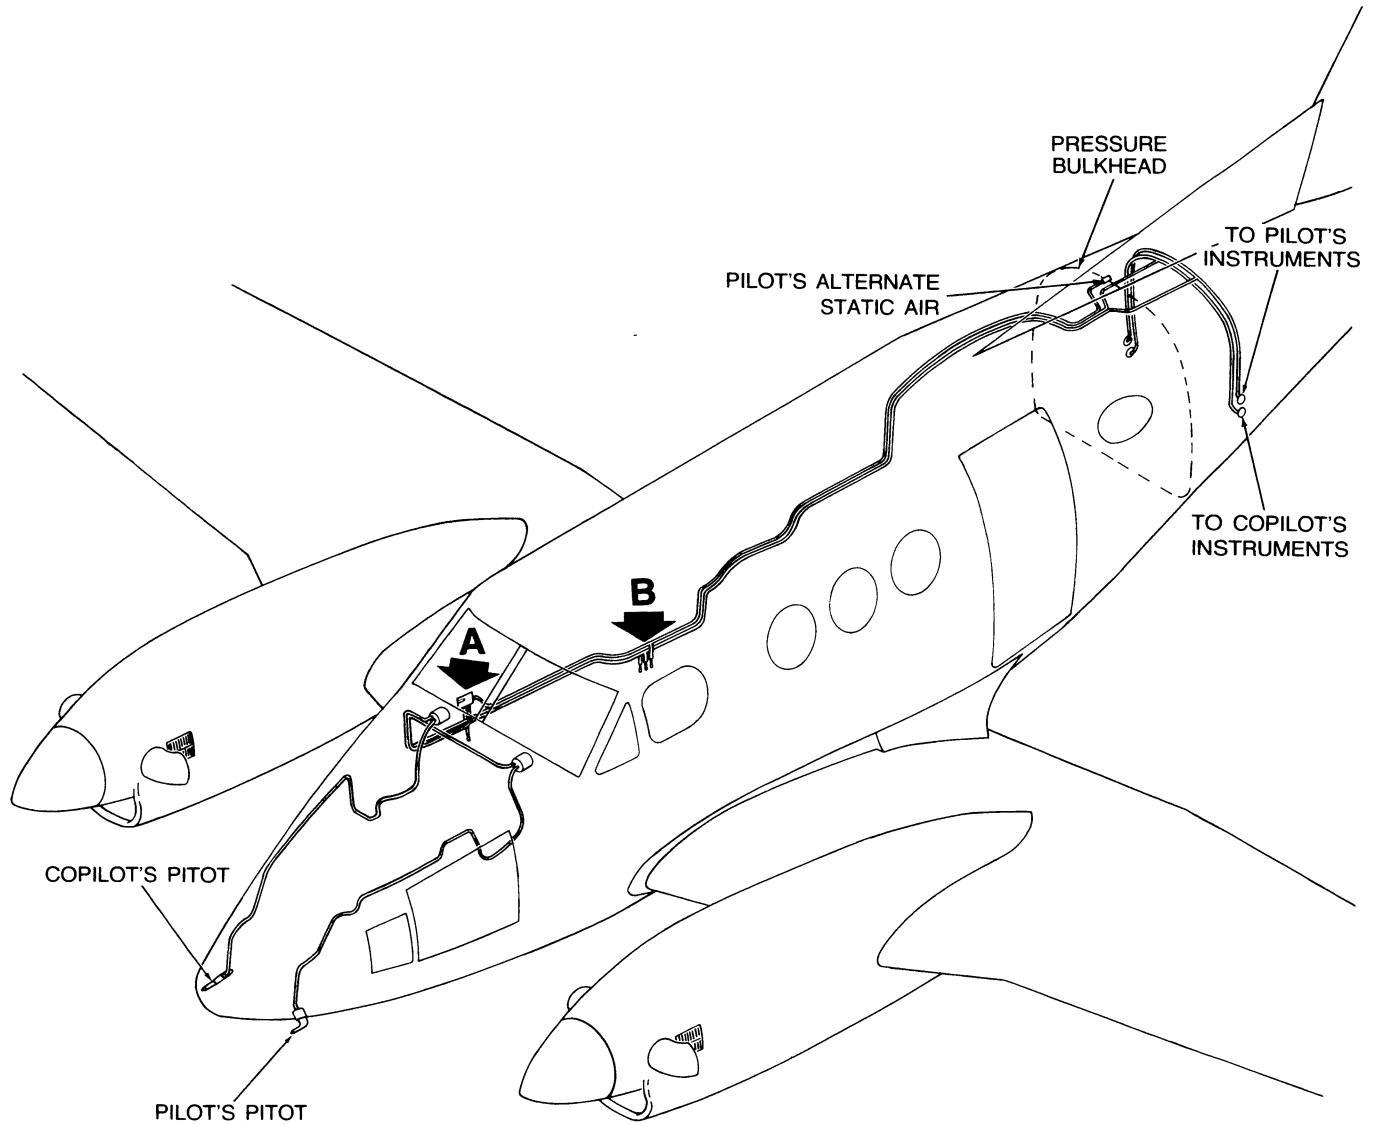 PRESSURE
BULKHEAD
TO PILOT'S
INSTRUMENTS
PILOT'S ALTERNATE
STATIC AIR
TO COPILOT'S
INSTRUMENTS
B
A
COPILOT'S PITOT
PILOT'S PITOT